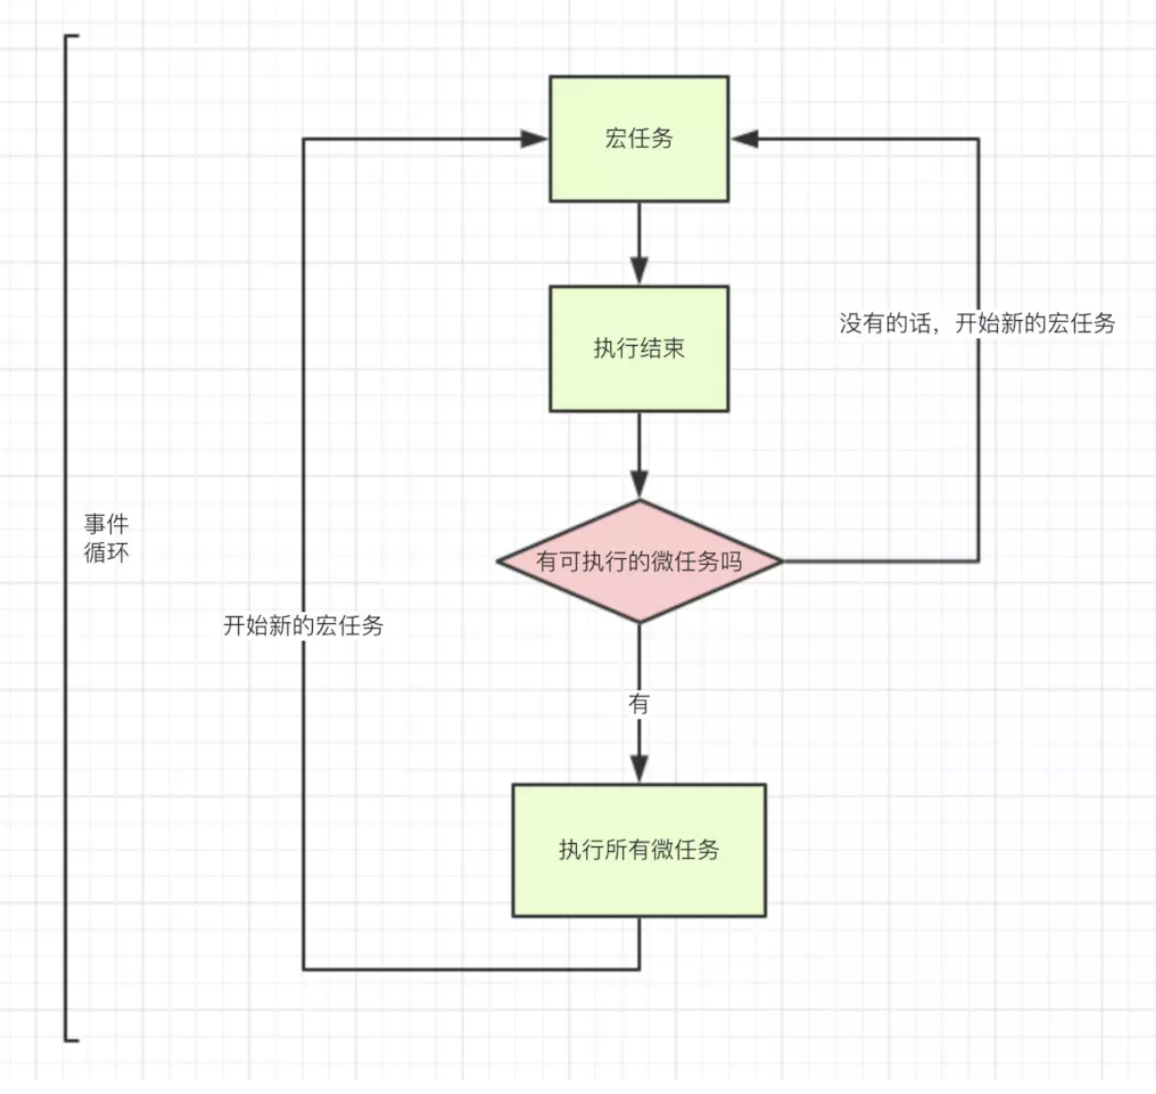 宏任务
执行结束
没有的话，开始新的宏任务
事件
循环
有可执行的微任务吗
开始新的宏任务
有
执行所有微任务